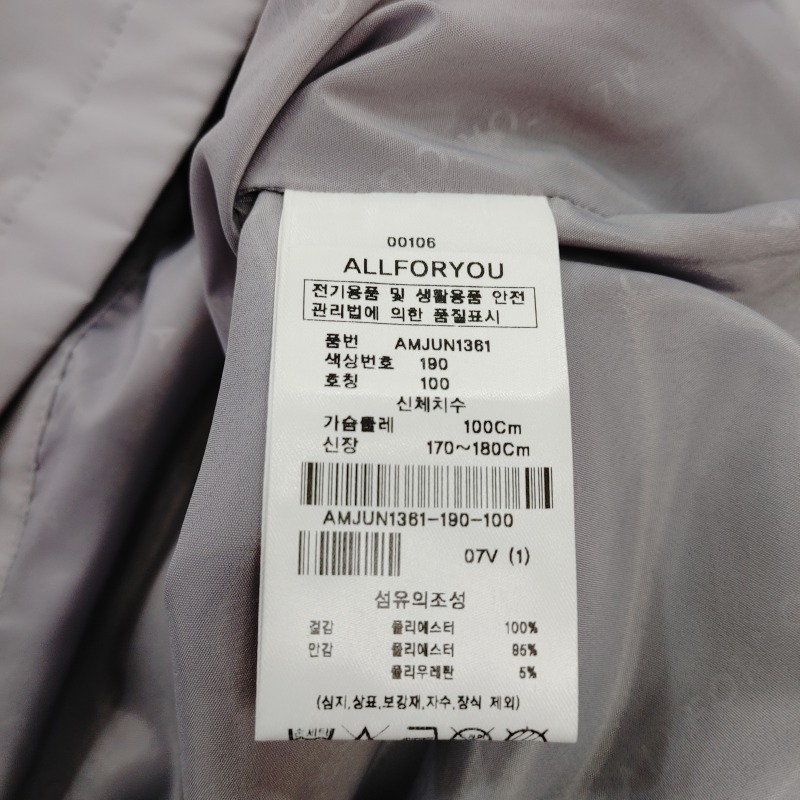 00106
ALLFORYOU
전기용품 및 생활용품 안전
관리법에 의한 품질표시
품번 AMJUN1361
색상번호 190
호칭 100
신체치수
가슴둘레 100Cm
신장 170~180Cm
AMJUN1361-190-100
07V (1)
섬유의조성
겉감 폴리에스터 100%
안감 폴리에스터 95%
폴리우레탄 5%
(심지,상표,보강재,자수,장식 제외)
손세탁